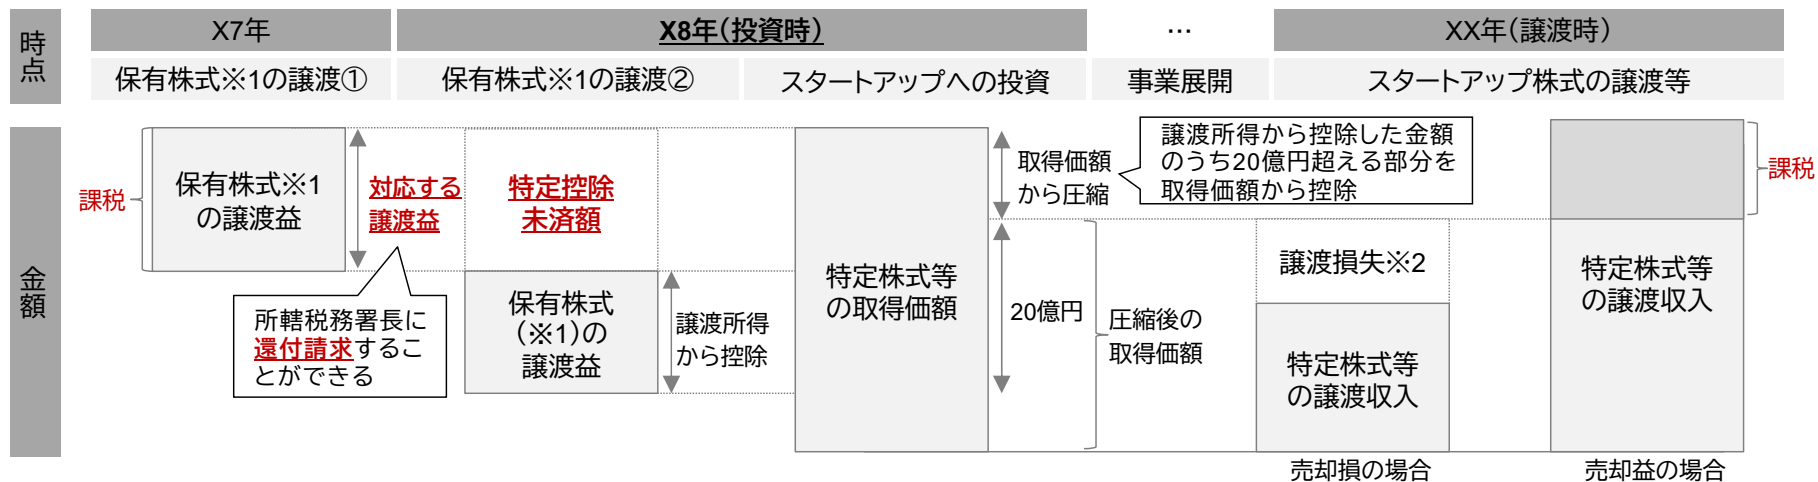 時点
X7年
X8年（投資時）
…
XX年（譲渡時）
保有株式※1の譲渡①
保有株式※1の譲渡②
スタートアップへの投資
事業展開
スタートアップ株式の譲渡等
金額
課税
保有株式※1
の譲渡益
対応する
譲渡益
所轄税務署長に
還付請求するこ
とができる
特定控除
未済額
保有株式
（※1）の
譲渡益
譲渡所得
から控除
特定株式等
の取得価額
取得価額
から圧縮
譲渡所得から控除した金額
のうち20億円超える部分を
取得価額から控除
20億円
圧縮後の
取得価額
譲渡損失※2
特定株式等
の譲渡収入
売却損の場合
特定株式等
の譲渡収入
売却益の場合
課税